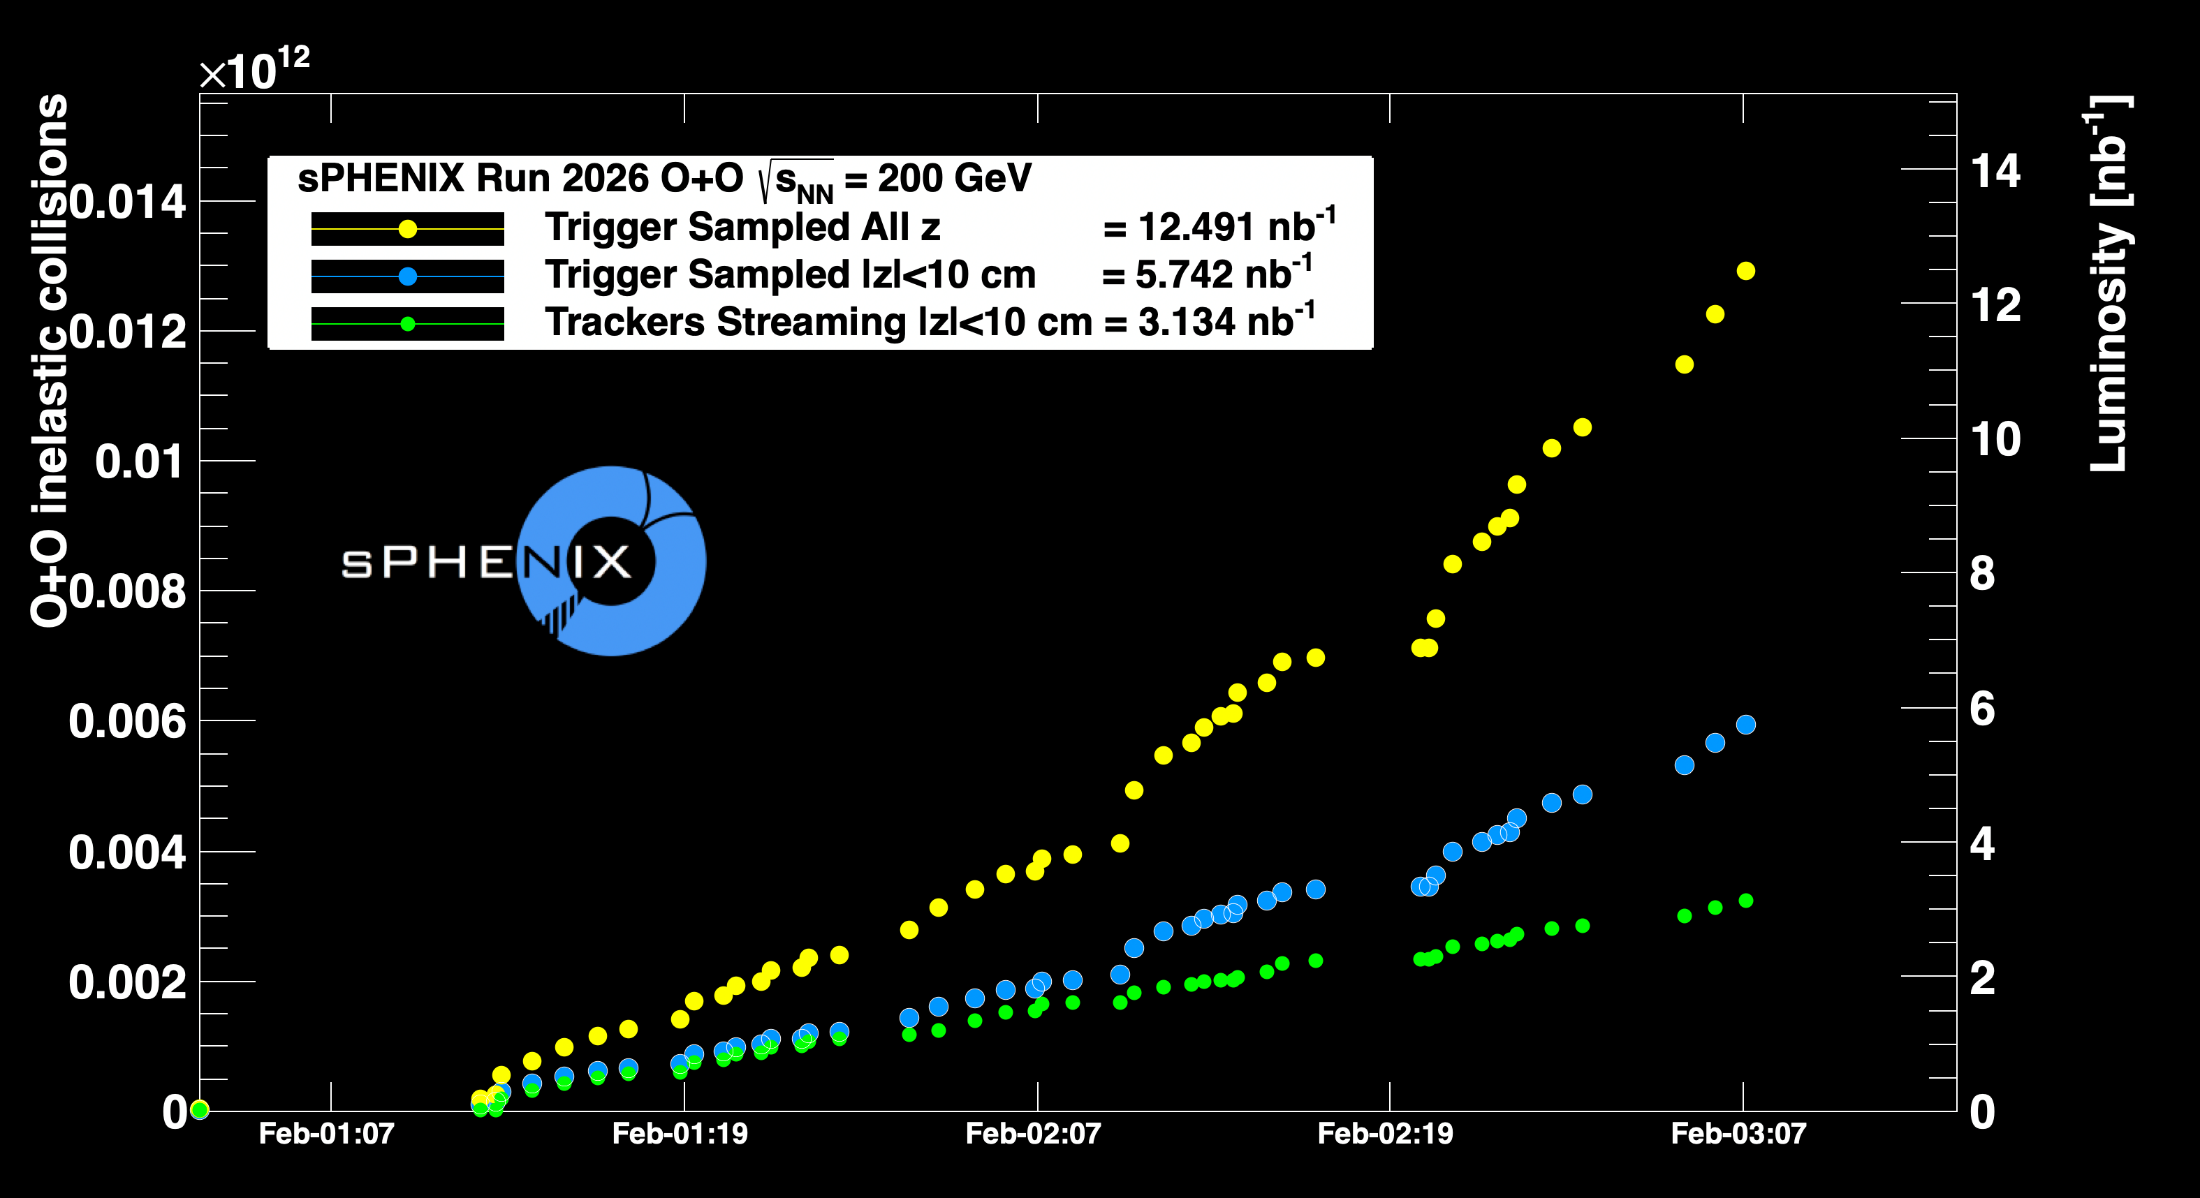 ×10¹²
O+O inelastic collisions
Luminosity [nb⁻¹]
sPHENIX Run 2026 O+O √sNN = 200 GeV
Trigger Sampled All z = 12.491 nb⁻¹
Trigger Sampled |z|<10 cm = 5.742 nb⁻¹
Trackers Streaming |z|<10 cm = 3.134 nb⁻¹
sPHENIX
0.014
0.012
0.01
0.008
0.006
0.004
0.002
0
14
12
10
8
6
4
2
0
Feb-01:07 Feb-01:19 Feb-02:07 Feb-02:19 Feb-03:07